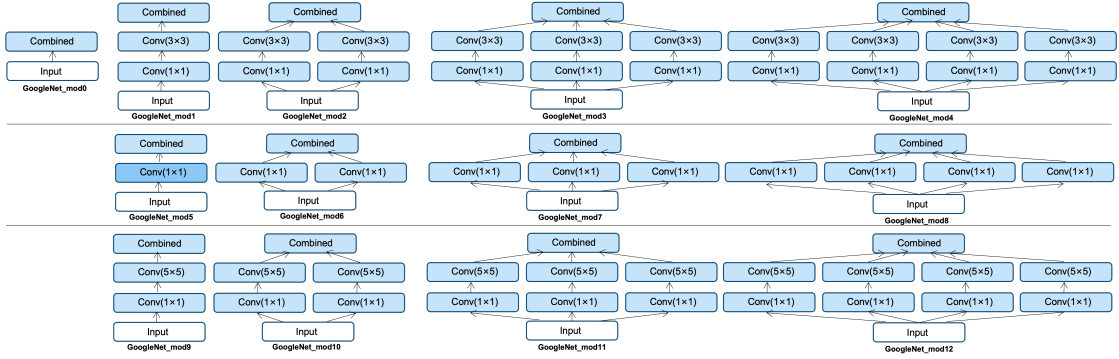 Combined Combined Combined Combined
Conv(3×3) Conv(3×3) Conv(3×3) Conv(3×3) Conv(3×3) Conv(3×3) Conv(3×3) Conv(3×3) Conv(3×3) Conv(3×3)
Combined
Conv(1×1) Conv(1×1) Conv(1×1) Conv(1×1) Conv(1×1) Conv(1×1) Conv(1×1) Conv(1×1) Conv(1×1) Conv(1×1)
Input
GoogleNet_mod0
Input Input Input Input
GoogleNet_mod1 GoogleNet_mod2 GoogleNet_mod3 GoogleNet_mod4
Combined Combined Combined Combined
Conv(1×1) Conv(1×1) Conv(1×1) Conv(1×1) Conv(1×1) Conv(1×1) Conv(1×1) Conv(1×1) Conv(1×1) Conv(1×1)
Input Input Input Input
GoogleNet_mod5 GoogleNet_mod6 GoogleNet_mod7 GoogleNet_mod8
Combined Combined Combined Combined
Conv(5×5) Conv(5×5) Conv(5×5) Conv(5×5) Conv(5×5) Conv(5×5) Conv(5×5) Conv(5×5) Conv(5×5) Conv(5×5)
Conv(1×1) Conv(1×1) Conv(1×1) Conv(1×1) Conv(1×1) Conv(1×1) Conv(1×1) Conv(1×1) Conv(1×1) Conv(1×1)
Input Input Input Input
GoogleNet_mod9 GoogleNet_mod10 GoogleNet_mod11 GoogleNet_mod12